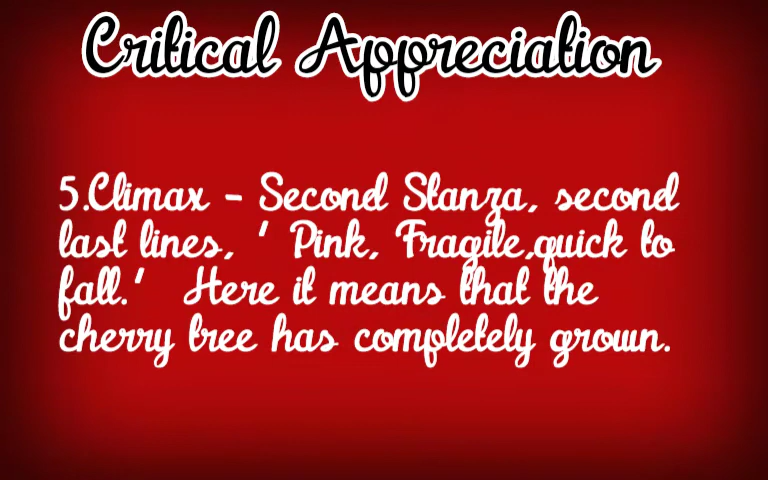 Critical Appreciation
5.Climax - Second Stanza, second
last lines, ' Pink, Fragile,quick to
fall.' Here it means that the
cherry tree has completely grown.